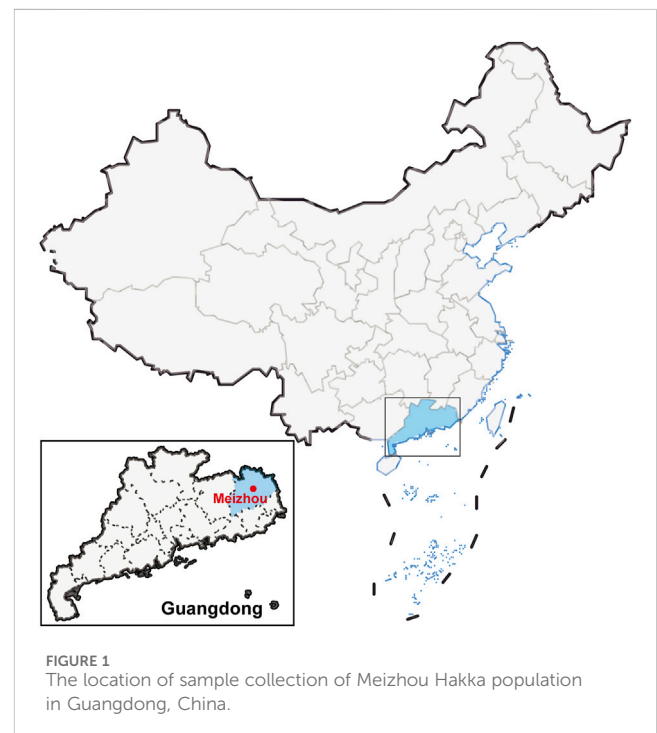 Meizhou
Guangdong
FIGURE 1
The location of sample collection of Meizhou Hakka population
in Guangdong, China.